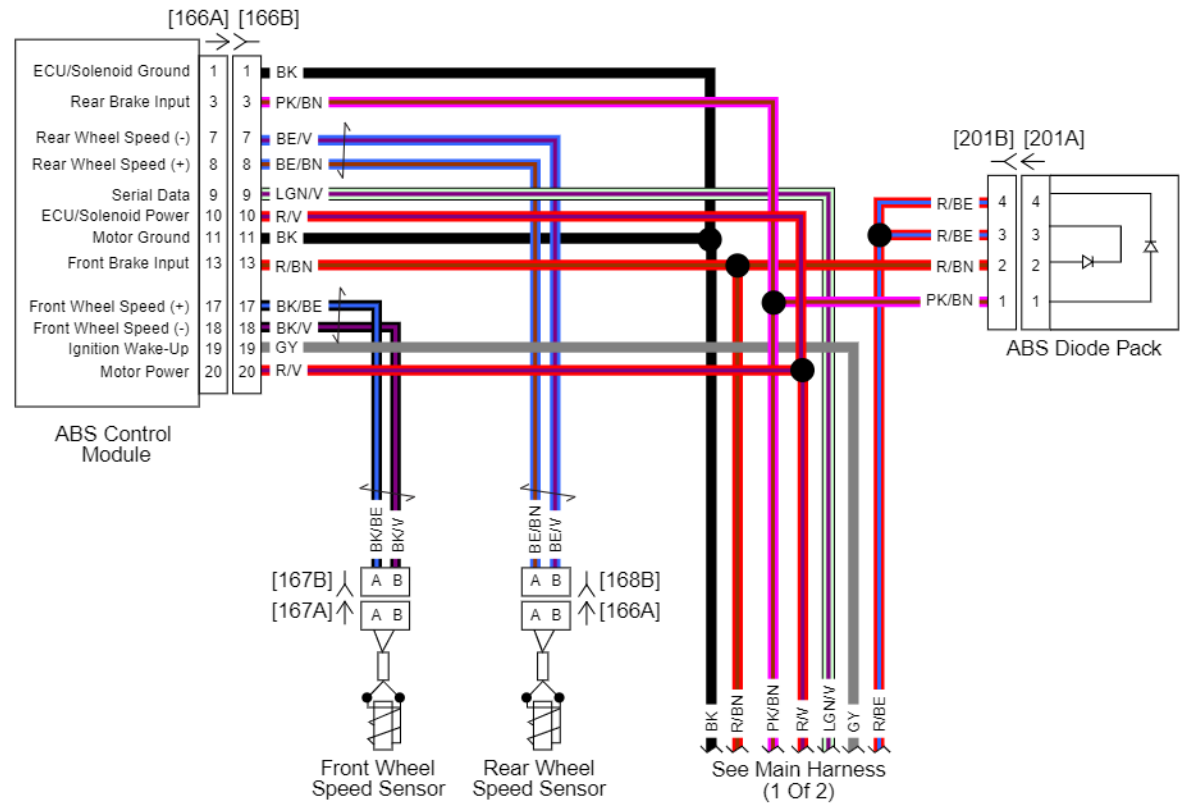 [166A] [166B]
ECU/Solenoid Ground 1 1 BK
Rear Brake Input 3 3 PK/BN
Rear Wheel Speed (-) 7 7 BE/V
Rear Wheel Speed (+) 8 8 BE/BN
Serial Data 9 9 LGN/V
ECU/Solenoid Power 10 10 R/V
Motor Ground 11 11 BK
Front Brake Input 13 13 R/BN
Front Wheel Speed (+) 17 17 BK/BE
Front Wheel Speed (-) 18 18 BK/V
Ignition Wake-Up 19 19 GY
Motor Power 20 20 R/V
ABS Control
Module
[201B] [201A]
R/BE 4 4
R/BE 3 3
R/BN 2 2
PK/BN 1 1
ABS Diode Pack
BK/BE BK/V
[167B] A B
[167A] A B
Front Wheel
Speed Sensor
BE/BN BE/V
A B [168B]
A B [166A]
Rear Wheel
Speed Sensor
BK R/BN PK/BN R/V LGN/V GY R/BE
See Main Harness
(1 Of 2)